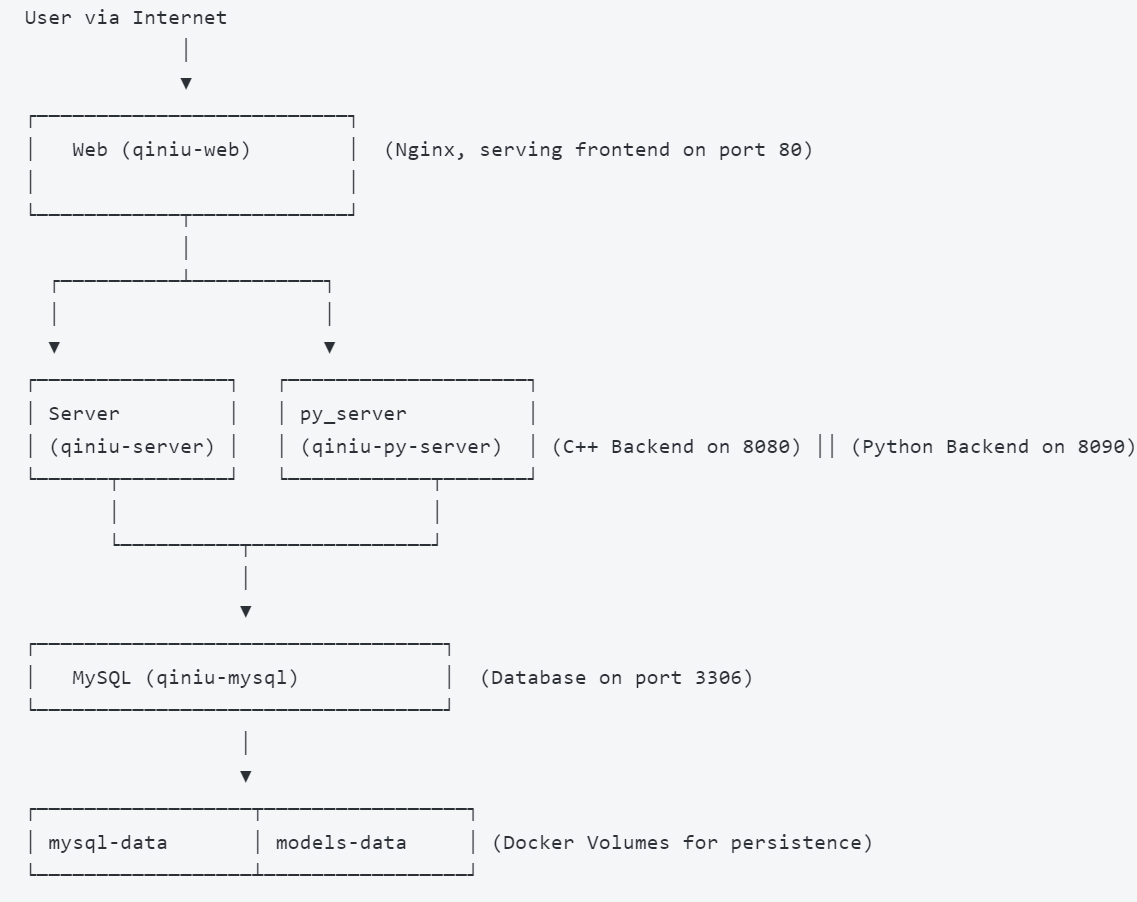 User via Internet
Web (qiniu-web) (Nginx, serving frontend on port 80)
Server py_server
(qiniu-server) (qiniu-py-server) (C++ Backend on 8080) || (Python Backend on 8090)
MySQL (qiniu-mysql) (Database on port 3306)
mysql-data models-data (Docker Volumes for persistence)